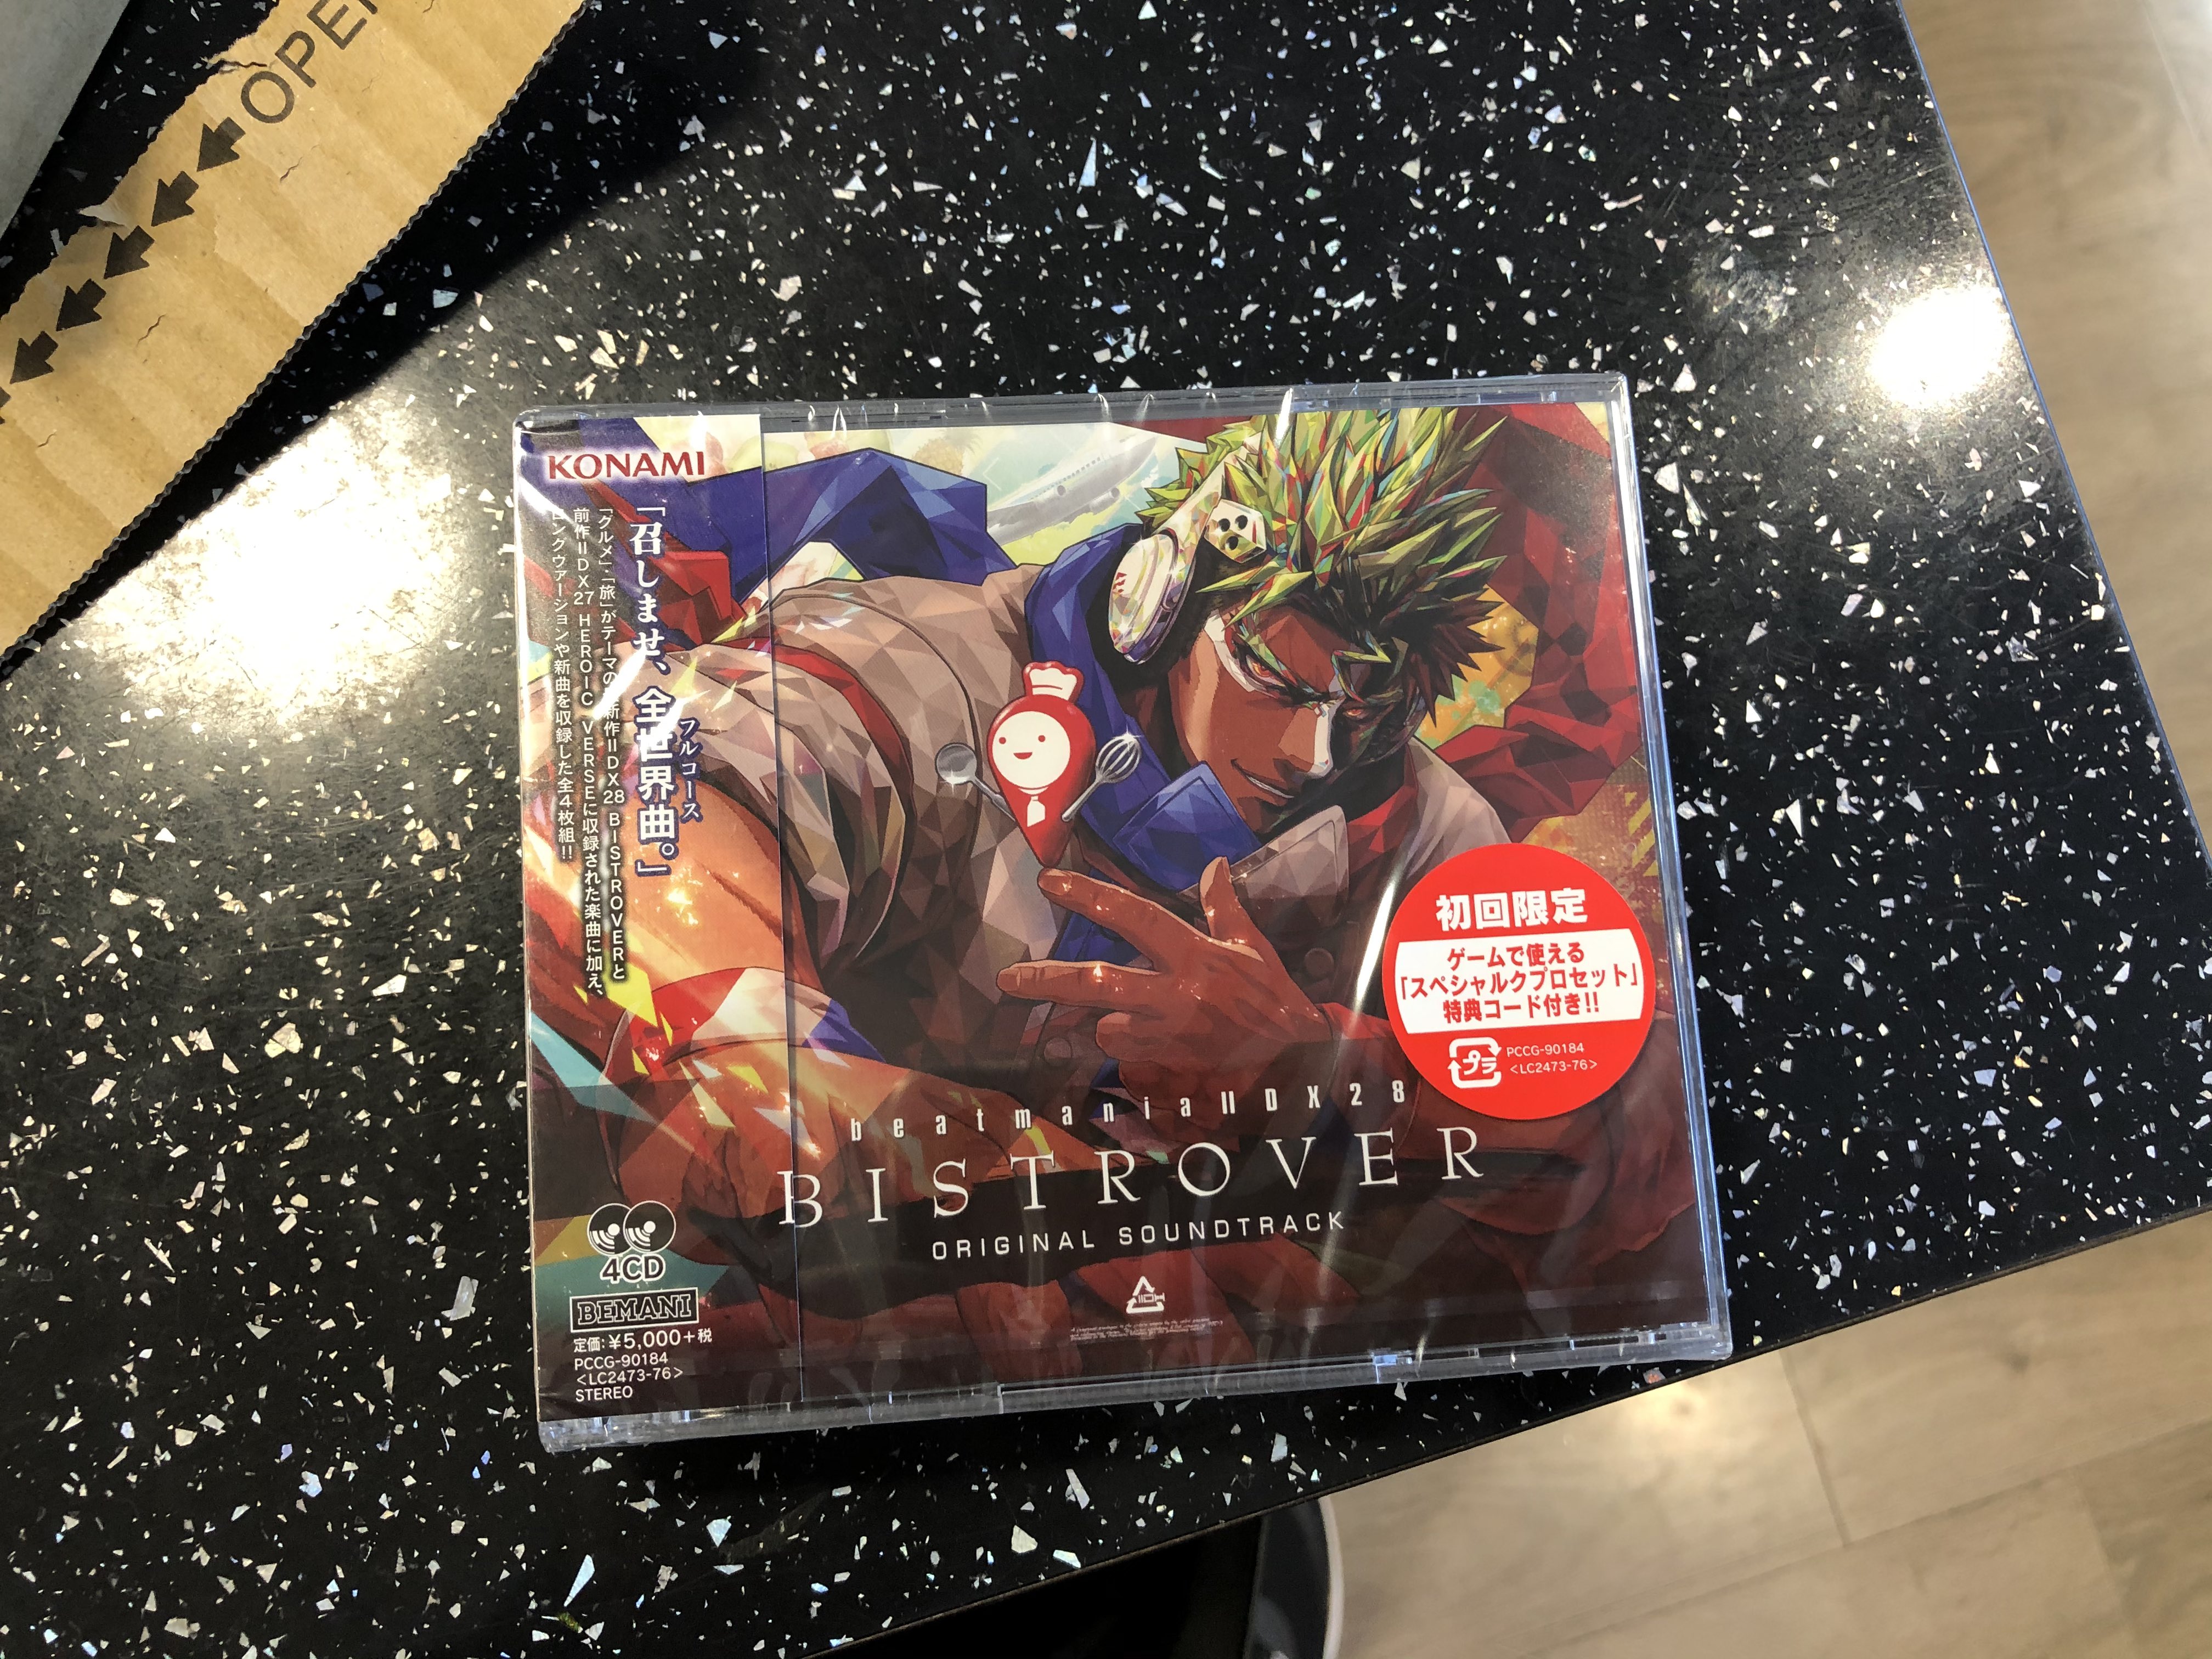 OPEN
KONAMI
「召しませ、全世界曲。」
フルコース
「グルメ」・「旅」がテーマの最新作IIDX28 BISTROVERと
前作IIDX27 HEROIC VERSEに収録された楽曲に加え、
ロングヴァージョンや新曲を収録した全4枚組!!
初回限定
ゲームで使える
「スペシャルクプロセット」
特典コード付き!!
プラ
PCCG-90184
<LC2473-76>
beatmania IIDX 28
BISTROVER
ORIGINAL SOUNDTRACK
4CD
BEMANI
定価:¥5,000+税
PCCG-90184
<LC2473-76>
STEREO